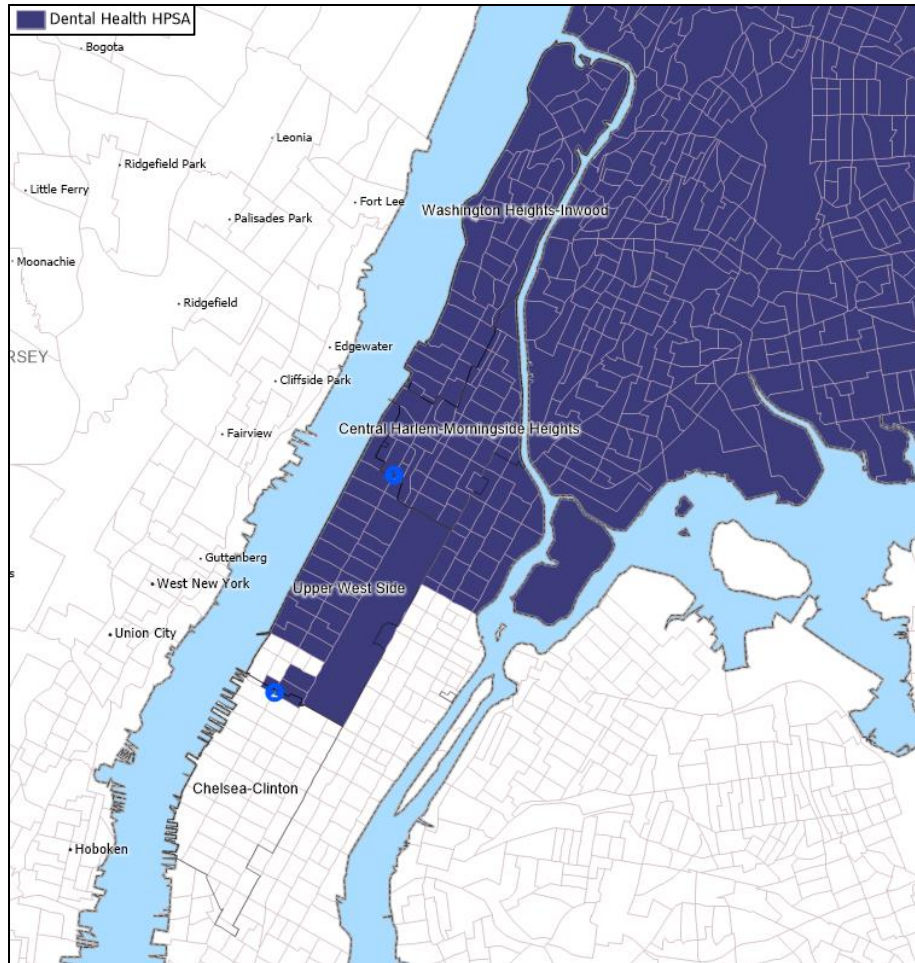 Dental Health HPSA
Bogota
Leonia
Ridgefield Park
Little Ferry
Fort Lee
Washington Heights-Inwood
Palisades Park
Moonachie
Ridgefield
Edgewater
RSEY
Cliffside Park
Central Harlem-Morningside Heights
Fairview
Guttenberg
s
West New York
Upper West Side
Union City
2
Chelsea-Clinton
Hoboken